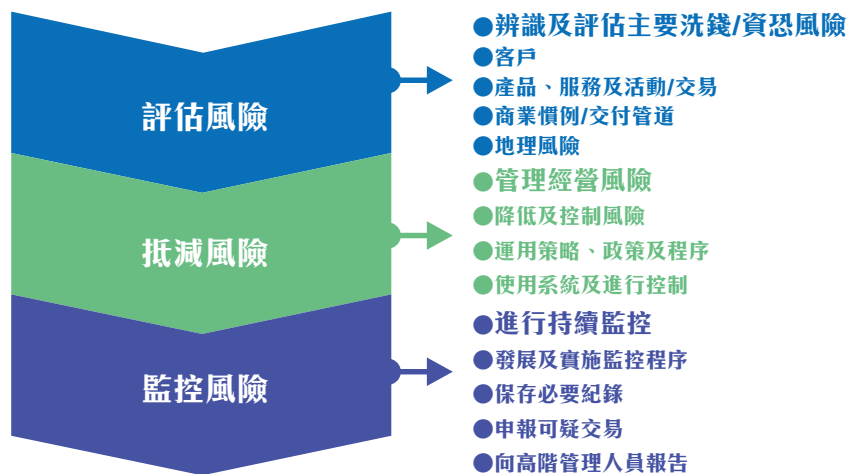 評估風險
●辨識及評估主要洗錢/資恐風險
●客戶
●產品、服務及活動/交易
●商業慣例/交付管道
●地理風險
抵減風險
●管理經營風險
●降低及控制風險
●運用策略、政策及程序
●使用系統及進行控制
監控風險
●進行持續監控
●發展及實施監控程序
●保存必要紀錄
●申報可疑交易
●向高階管理人員報告